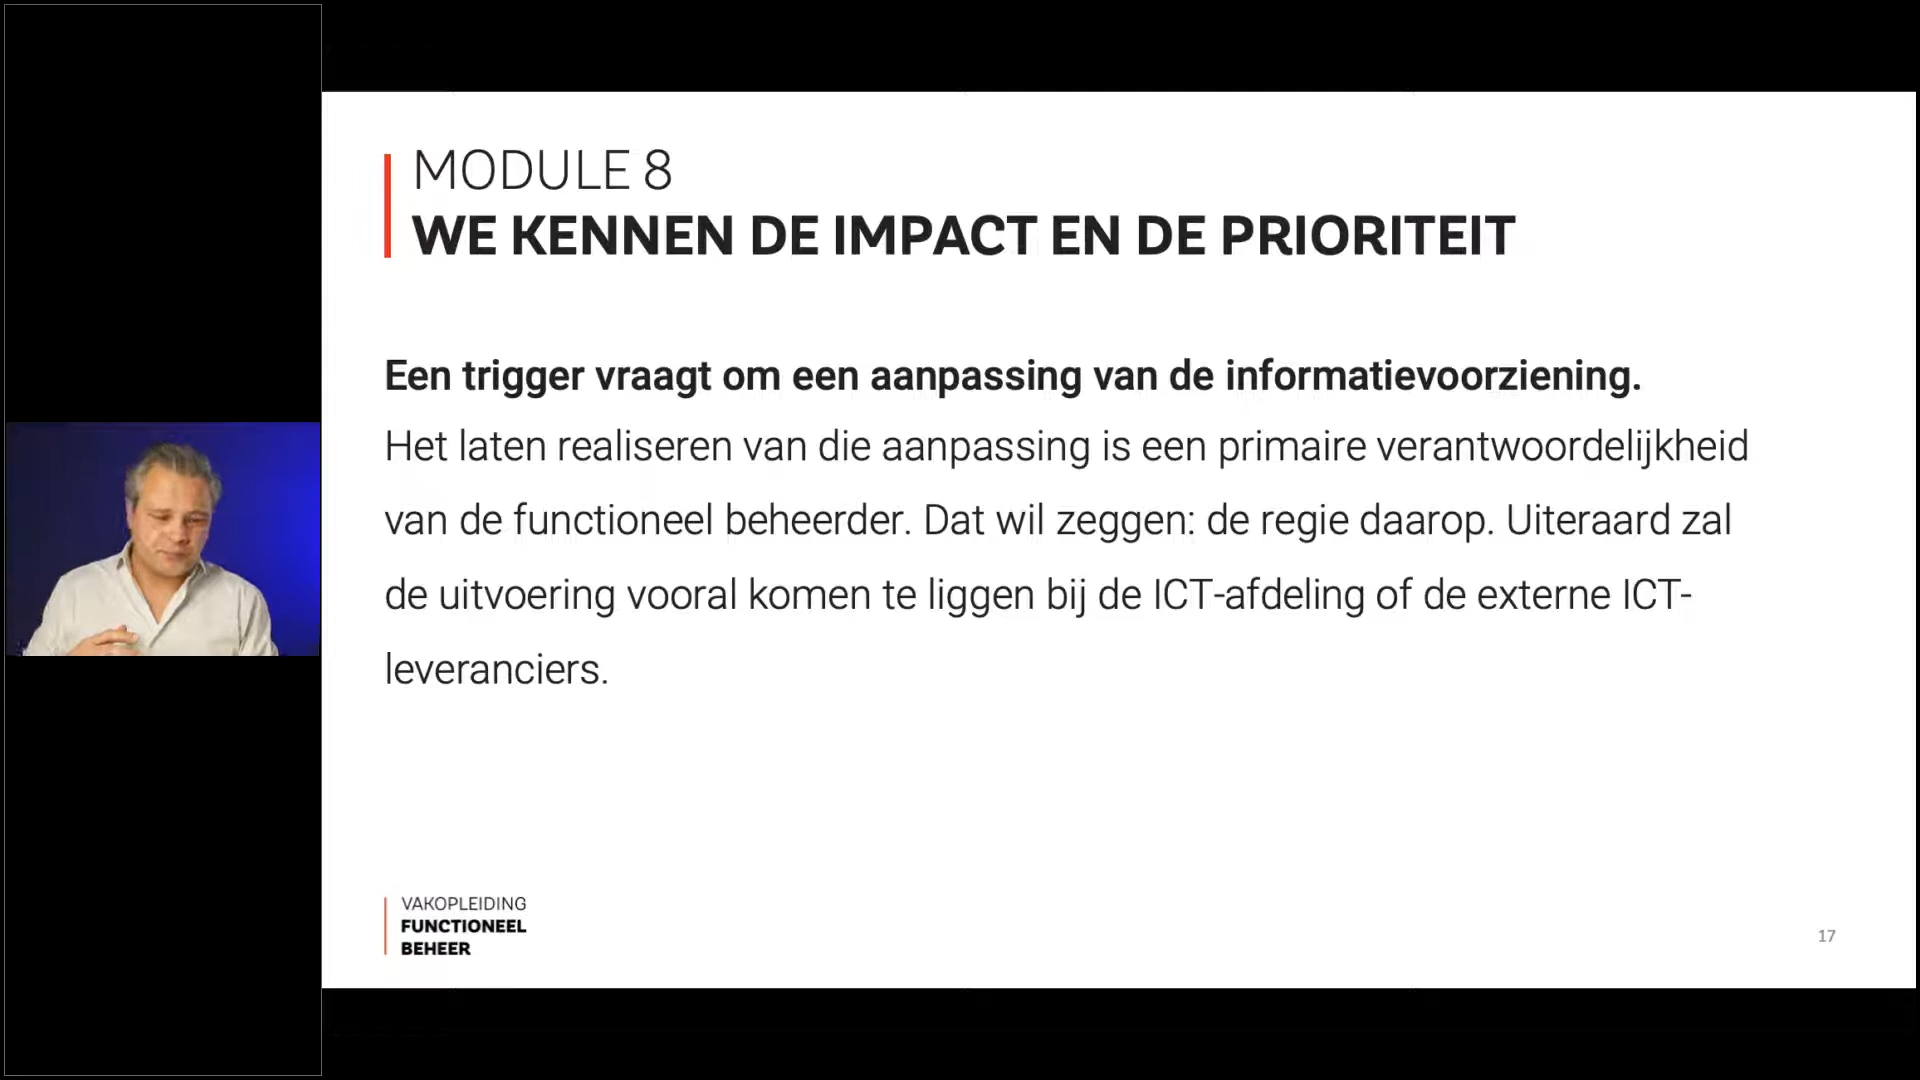 MODULE 8
WE KENNEN DE IMPACT EN DE PRIORITEIT
Een trigger vraagt om een aanpassing van de informatievoorziening.
Het laten realiseren van die aanpassing is een primaire verantwoordelijkheid
van de functioneel beheerder. Dat wil zeggen: de regie daarop. Uiteraard zal
de uitvoering vooral komen te liggen bij de ICT-afdeling of de externe ICT-
leveranciers.
VAKOPLEIDING
FUNCTIONEEL
BEHEER
17